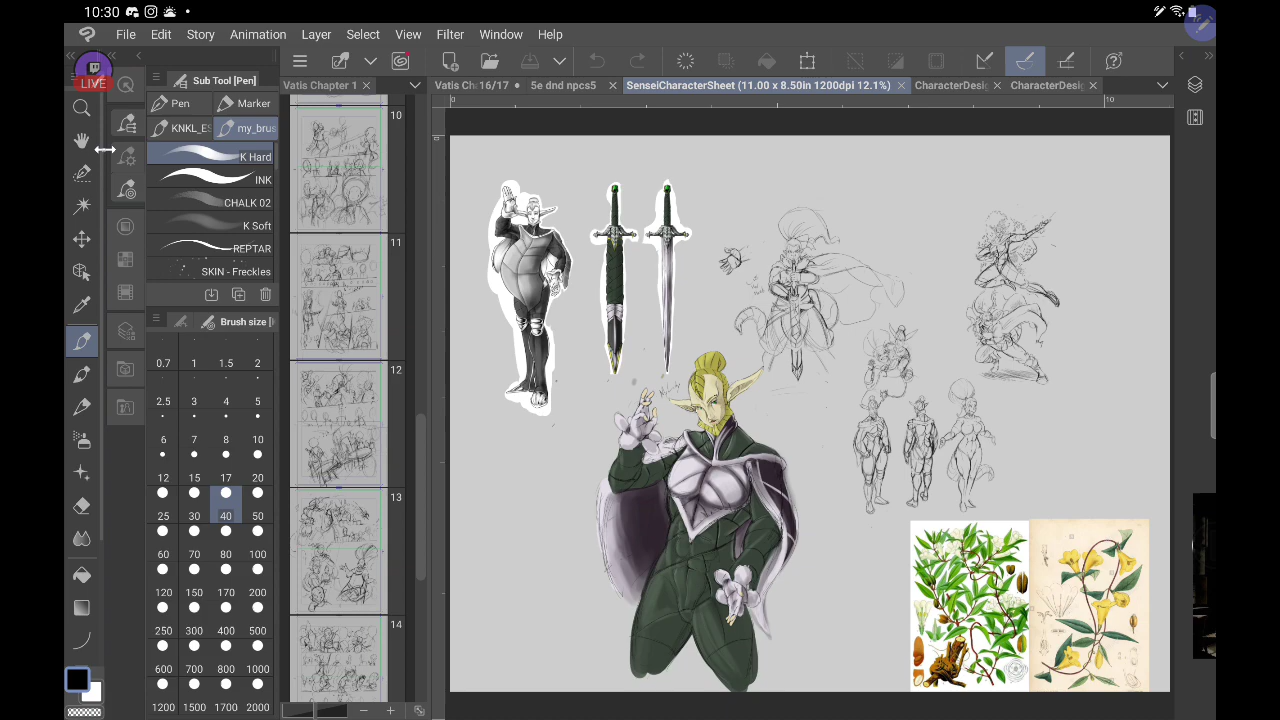 10:30
File Edit Story Animation Layer Select View Filter Window Help
LIVE
Sub Tool [Pen]
Pen Marker
KNKL_ES my_brus
K Hard
INK
CHALK 02
K Soft
REPTAR
SKIN - Freckles
Brush size [
0.7 1 1.5 2
2.5 3 4 5
6 7 8 10
12 15 17 20
25 30 40 50
60 70 80 100
120 150 170 200
250 300 400 500
600 700 800 1000
1200 1500 1700 2000
Vatis Chapter 1
10
11
12
13
14
Vatis Ch 16/17 5e dnd npcs5 SenseiCharacterSheet (11.00 x 8.50in 1200dpi 12.1%) CharacterDesig CharacterDesig
0 10
0